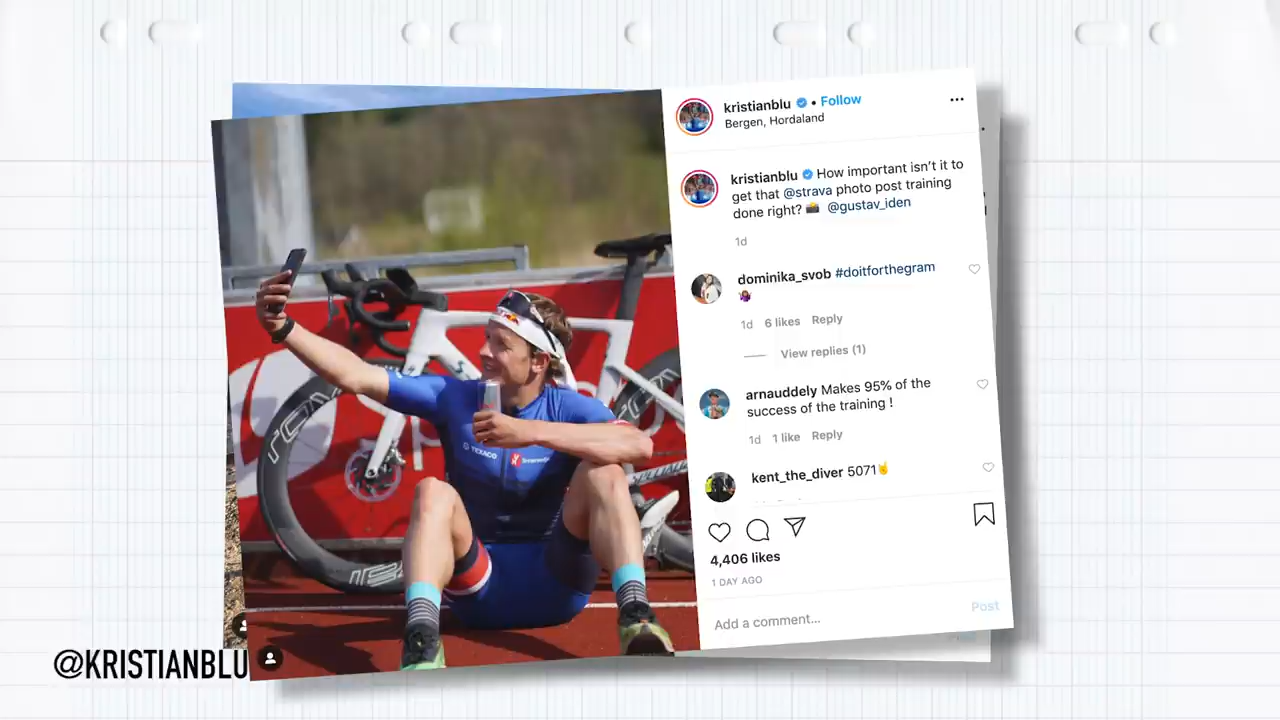 kristianblu • Follow
Bergen, Hordaland
kristianblu How important isn't it to
get that @strava photo post training
done right? 📸 @gustav_iden
1d
dominika_svob #doitforthegram
🤷🏽‍♀️
1d 6 likes Reply
View replies (1)
arnauddely Makes 95% of the
success of the training !
1d 1 like Reply
kent_the_diver 5071🤘
4,406 likes
1 DAY AGO
Add a comment... Post
TEXACO
@KRISTIANBLU